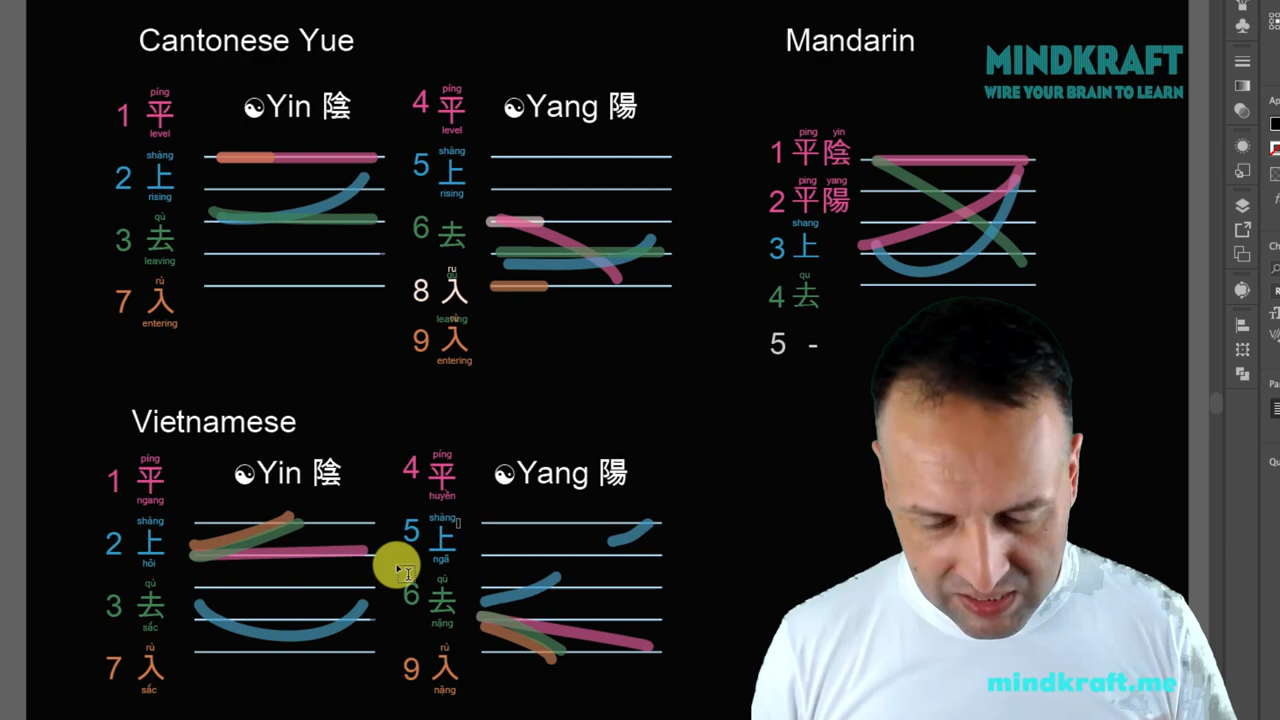 Cantonese Yue
Yin 陰
píng
1 平
level
shàng
2 上
rising
qù
3 去
leaving
rù
7 入
entering
Yang 陽
píng
4 平
level
shàng
5 上
rising
6 去
ru
8 入
leaving
9 入
entering
Mandarin
MINDKRAFT
WIRE YOUR BRAIN TO LEARN
ping yin
1 平陰
ping yang
2 平陽
shang
3 上
qu
4 去
5 -
Vietnamese
Yin 陰
píng
1 平
ngang
shàng
2 上
hỏi
qù
3 去
sắc
rù
7 入
sắc
Yang 陽
píng
4 平
huyền
shàng
5 上
ngã
qù
6 去
nặng
rù
9 入
nặng
mindkraft.me